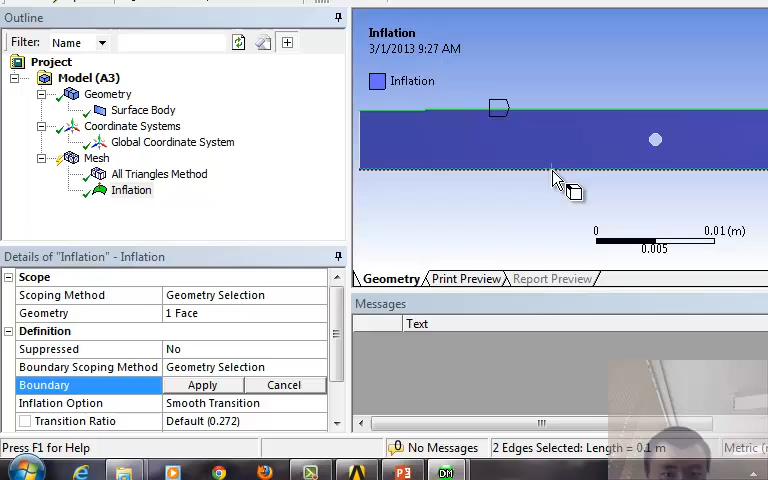 Outline
Filter: Name
Project
Model (A3)
Geometry
Surface Body
Coordinate Systems
Global Coordinate System
Mesh
All Triangles Method
Inflation
Details of "Inflation" - Inflation
Scope
Scoping Method Geometry Selection
Geometry 1 Face
Definition
Suppressed No
Boundary Scoping Method Geometry Selection
Boundary Apply Cancel
Inflation Option Smooth Transition
Transition Ratio Default (0.272)
Inflation
3/1/2013 9:27 AM
Inflation
0 0.01 (m)
0.005
Geometry Print Preview Report Preview
Messages
Text
Press F1 for Help
0 No Messages
2 Edges Selected: Length = 0.1 m
Metric (
DM